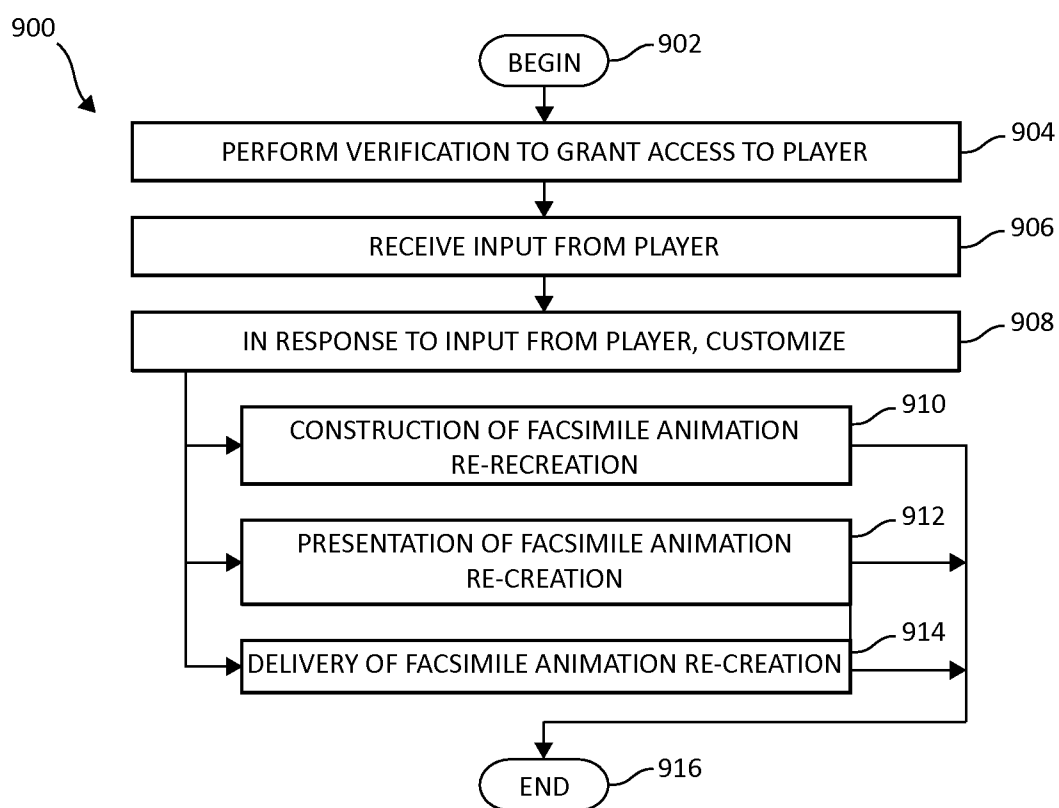 900
BEGIN
902
PERFORM VERIFICATION TO GRANT ACCESS TO PLAYER
904
RECEIVE INPUT FROM PLAYER
906
IN RESPONSE TO INPUT FROM PLAYER, CUSTOMIZE
908
CONSTRUCTION OF FACSIMILE ANIMATION
RE-RECREATION
910
PRESENTATION OF FACSIMILE ANIMATION
RE-CREATION
912
DELIVERY OF FACSIMILE ANIMATION RE-CREATION
914
END
916